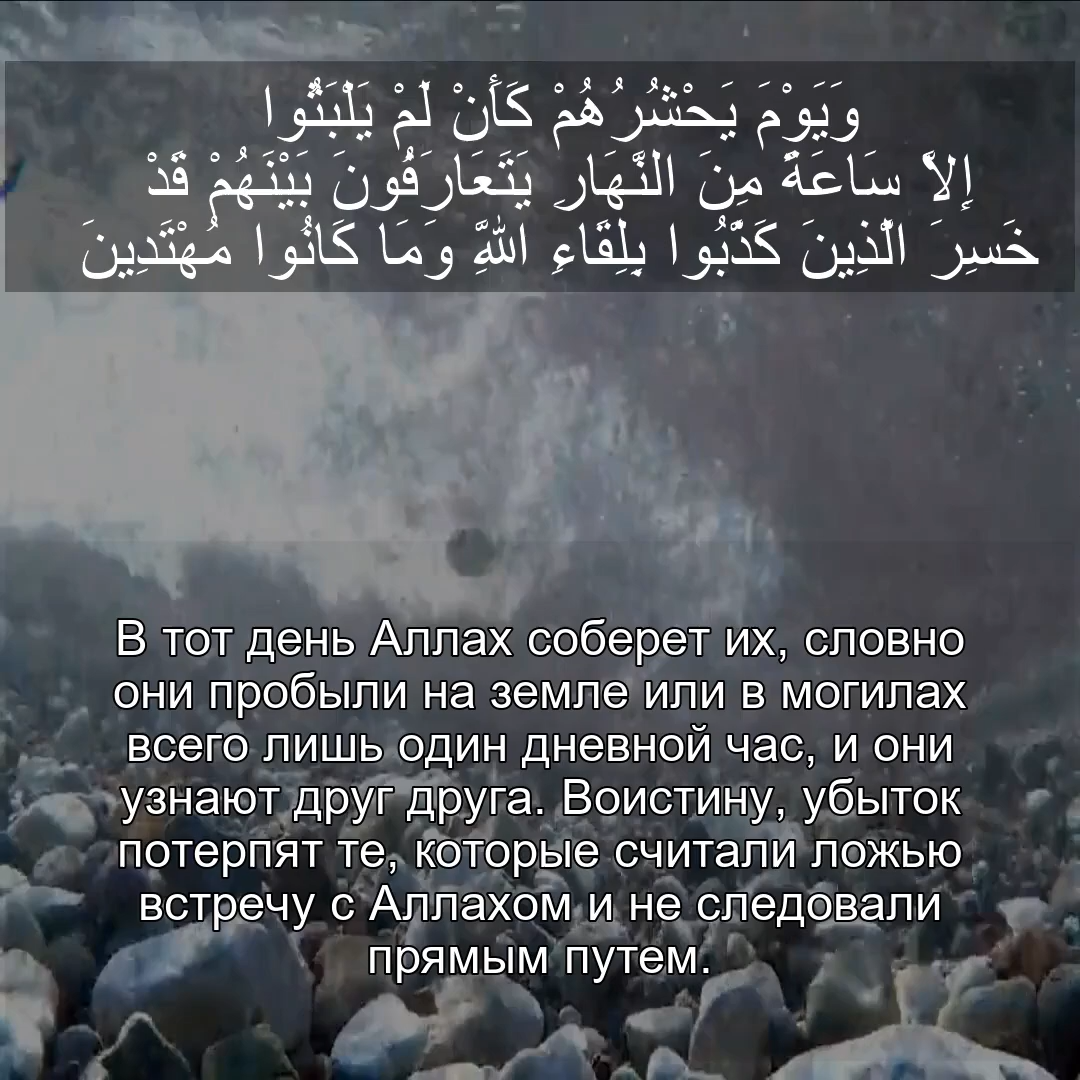 وَيَوْمَ يَحْشُرُهُمْ كَأَنْ لَمْ يَلْبَثُوا
إِلاَّ سَاعَةً مِنَ النَّهَارِ يَتَعَارَفُونَ بَيْنَهُمْ قَدْ
خَسِرَ الَّذِينَ كَذَّبُوا بِلِقَاءِ اللَّهِ وَمَا كَانُوا مُهْتَدِينَ
В тот день Аллах соберет их, словно
они пробыли на земле или в могилах
всего лишь один дневной час, и они
узнают друг друга. Воистину, убыток
потерпят те, которые считали ложью
встречу с Аллахом и не следовали
прямым путем.